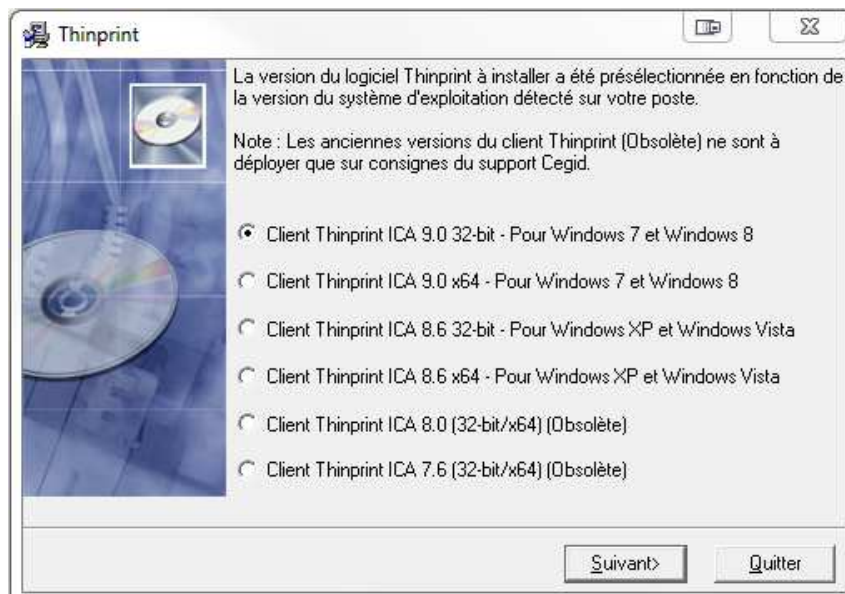 Thinprint
La version du logiciel Thinprint à installer a été présélectionnée en fonction de
la version du système d'exploitation détecté sur votre poste.
Note : Les anciennes versions du client Thinprint (Obsolète) ne sont à
déployer que sur consignes du support Cegid.
Client Thinprint ICA 9.0 32-bit - Pour Windows 7 et Windows 8
Client Thinprint ICA 9.0 x64 - Pour Windows 7 et Windows 8
Client Thinprint ICA 8.6 32-bit - Pour Windows XP et Windows Vista
Client Thinprint ICA 8.6 x64 - Pour Windows XP et Windows Vista
Client Thinprint ICA 8.0 (32-bit/x64) (Obsolète)
Client Thinprint ICA 7.6 (32-bit/x64) (Obsolète)
Suivant> Quitter